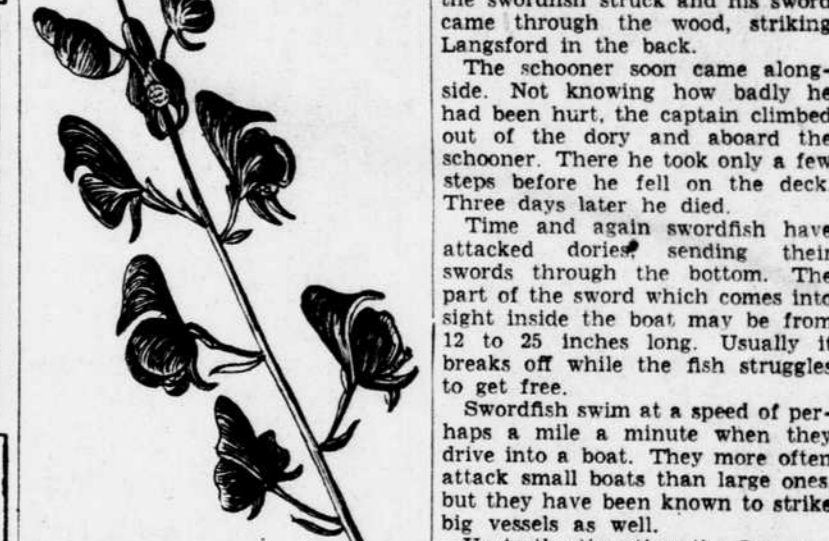 the swordfish struck and his sword
came through the wood, striking
Langsford in the back.
The schooner soon came along-
side. Not knowing how badly he
had been hurt, the captain climbed
out of the dory and aboard the
schooner. There he took only a few
steps before he fell on the deck
Three days later he died.
Time and again swordfish have
attacked dories, sending their
swords through the bottom. The
part of the sword which comes into
sight inside the boat may be from
12 to 25 inches long. Usually it
breaks off while the fish struggles
to get free.
Swordfish swim at a speed of per-
haps a mile a minute when they
drive into a boat. They more often
attack small boats than large ones
but they have been known to strike
big vessels as well.